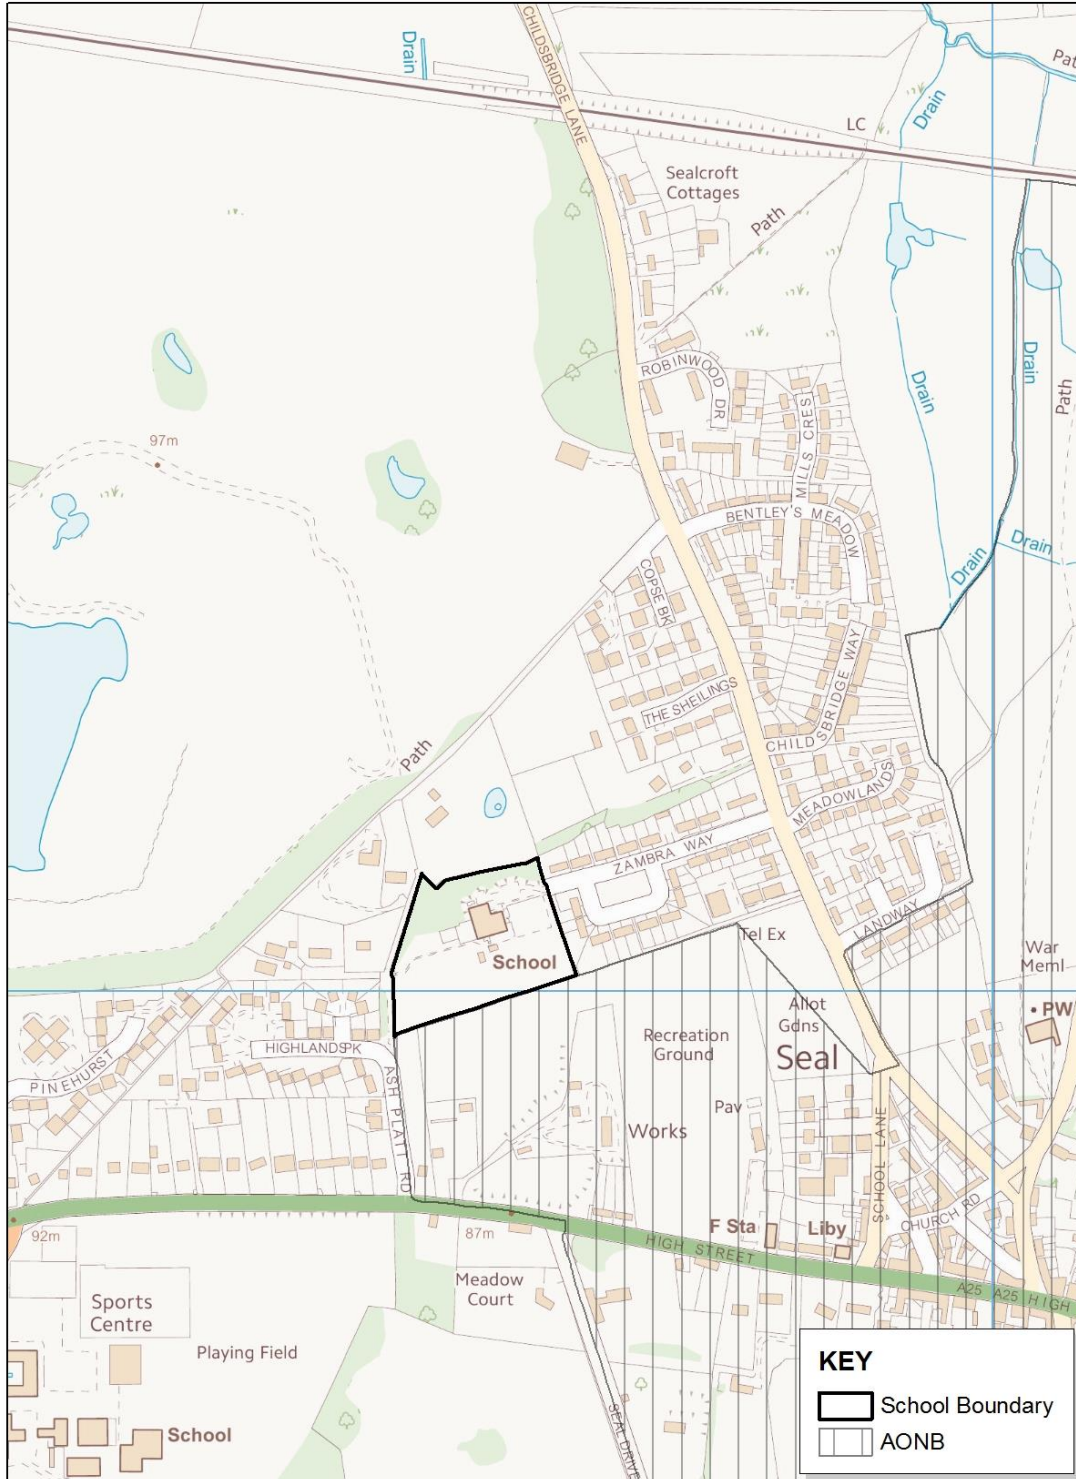 CHILDSBRIDGE LANE
Drain
Path
Drain
LC
Sealcroft
Cottages
Path
ROBINWOOD DR
Drain
Path
Drain
97m
MILLS CRES
BENTLEY'S MEADOW
Drain
Drain
COPSE BK
CHILDSBRIDGE WAY
THE SHEILINGS
Path
MEADOWLANDS
ZAMBRA WAY
LANDWAY
Tel Ex
School
War
Meml
Allot
Gdns
PW
Recreation
Ground
Seal
HIGHLANDS PK
PINEHURST
ASH PLATT RD
Pav
Works
SCHOOL LANE
CHURCH RD
F Sta
Liby
92m
87m
HIGH STREET
A25
A25 HIGH
Meadow
Court
Sports
Centre
Playing Field
SEAL DRIVE
School
KEY
School Boundary
AONB